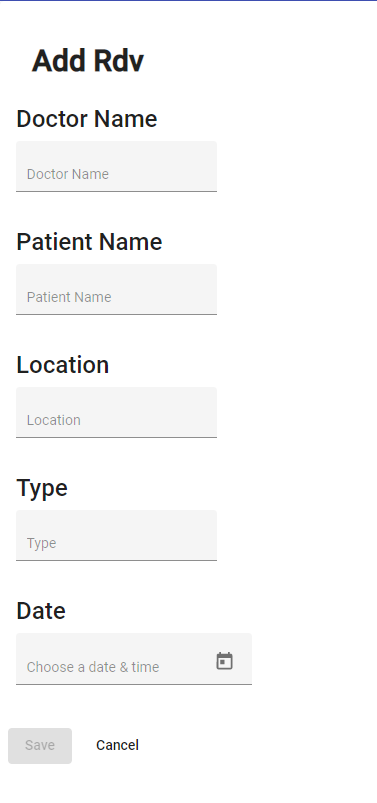 Add Rdv
Doctor Name
Doctor Name
Patient Name
Patient Name
Location
Location
Type
Type
Date
Choose a date & time
Save Cancel